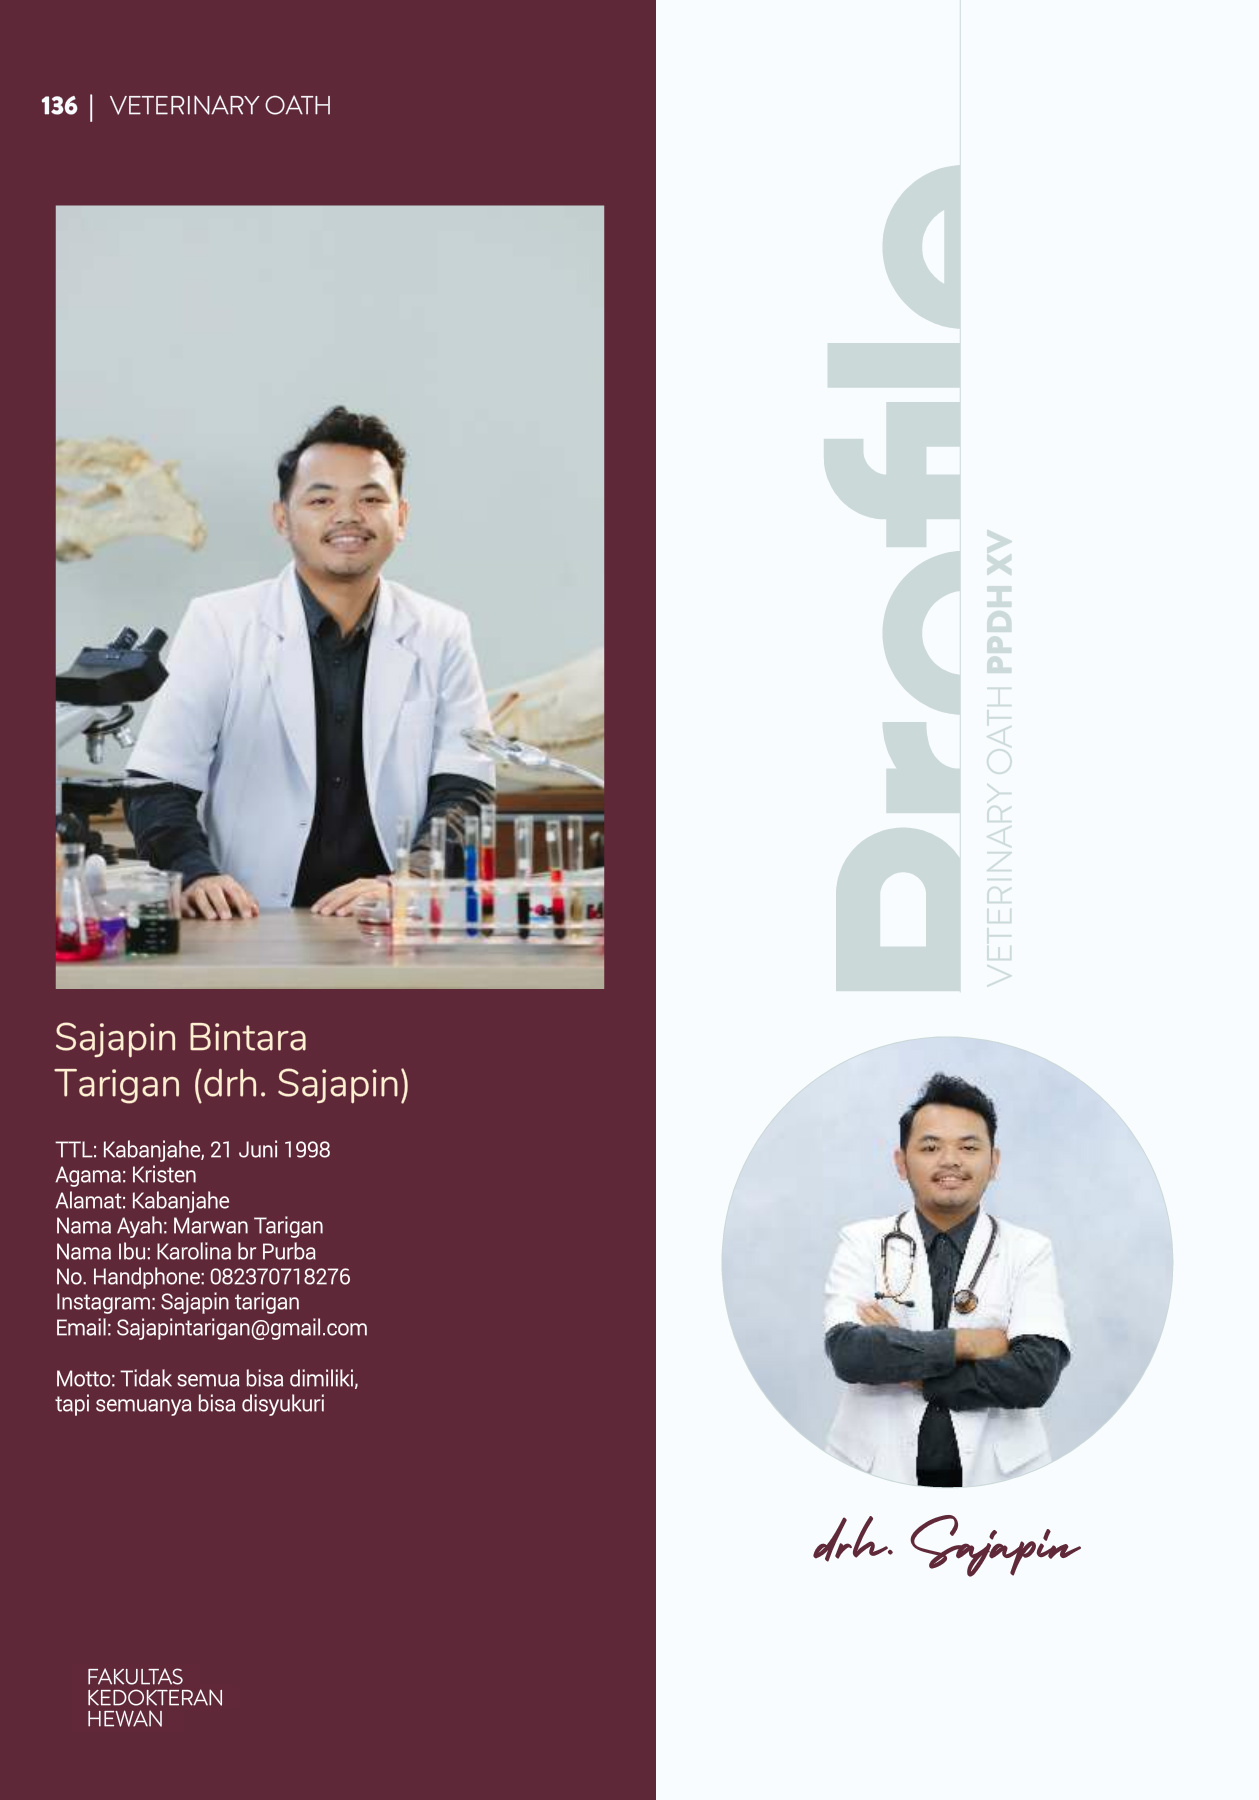 136 | VETERINARY OATH
Sajapin Bintara
Tarigan (drh. Sajapin)
TTL: Kabanjahe, 21 Juni 1998
Agama: Kristen
Alamat: Kabanjahe
Nama Ayah: Marwan Tarigan
Nama Ibu: Karolina br Purba
No. Handphone: 082370718276
Instagram: Sajapin tarigan
Email: Sajapintarigan@gmail.com
Motto: Tidak semua bisa dimiliki,
tapi semuanya bisa disyukuri
FAKULTAS
KEDOKTERAN
HEWAN
Profile
VETERINARY OATH PPDH XV
drh. Sajapin